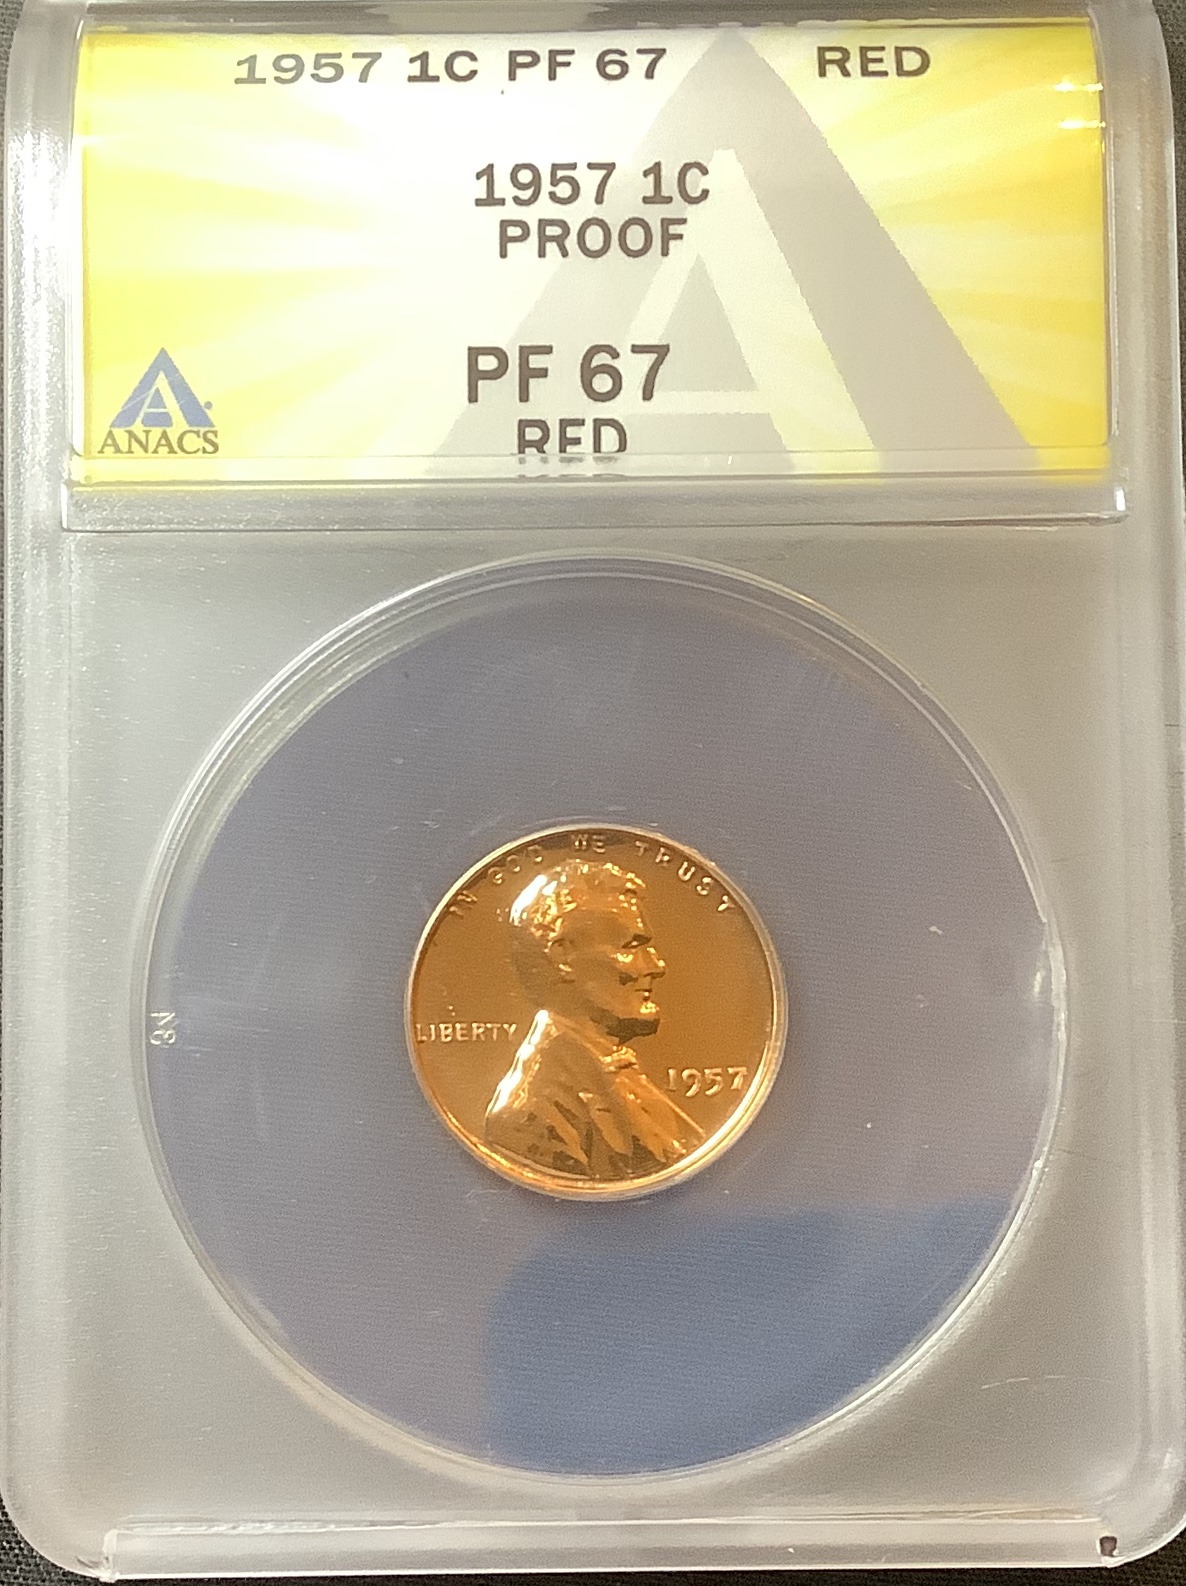 1957 1C PF 67 RED
1957 1C
PROOF
PF 67
RED
ANACS
IN GOD WE TRUST
LIBERTY
1957